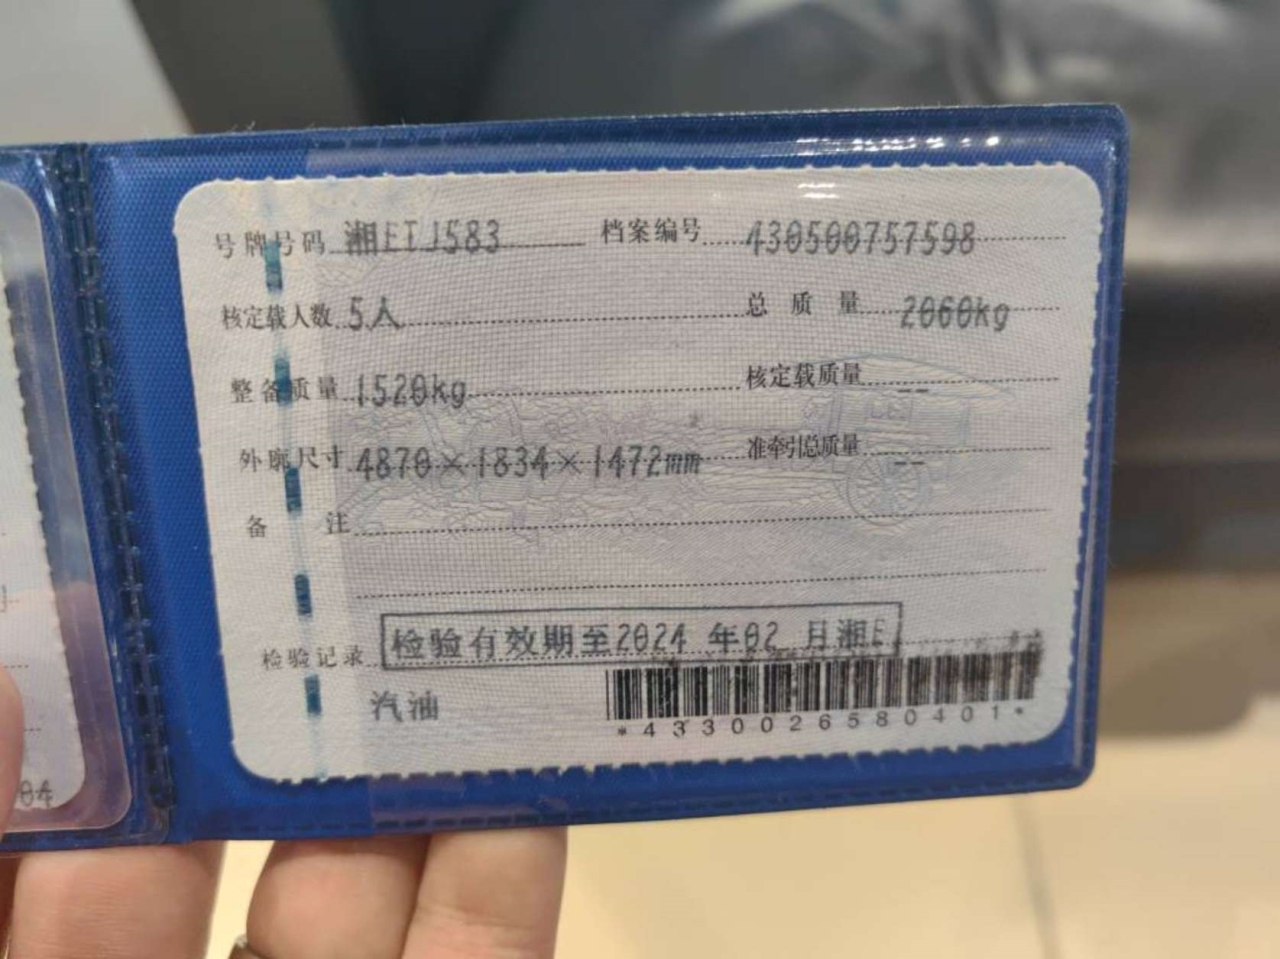 号牌号码 湘ETJ583 档案编号 430500757598
核定载人数 5人 总质量 2060kg
整备质量 1520kg 核定载质量 --
外廓尺寸 4870×1834×1472mm 准牵引总质量 --
备注
检验记录 检验有效期至2024 年02 月湘E
汽油
*4330026580401*
04